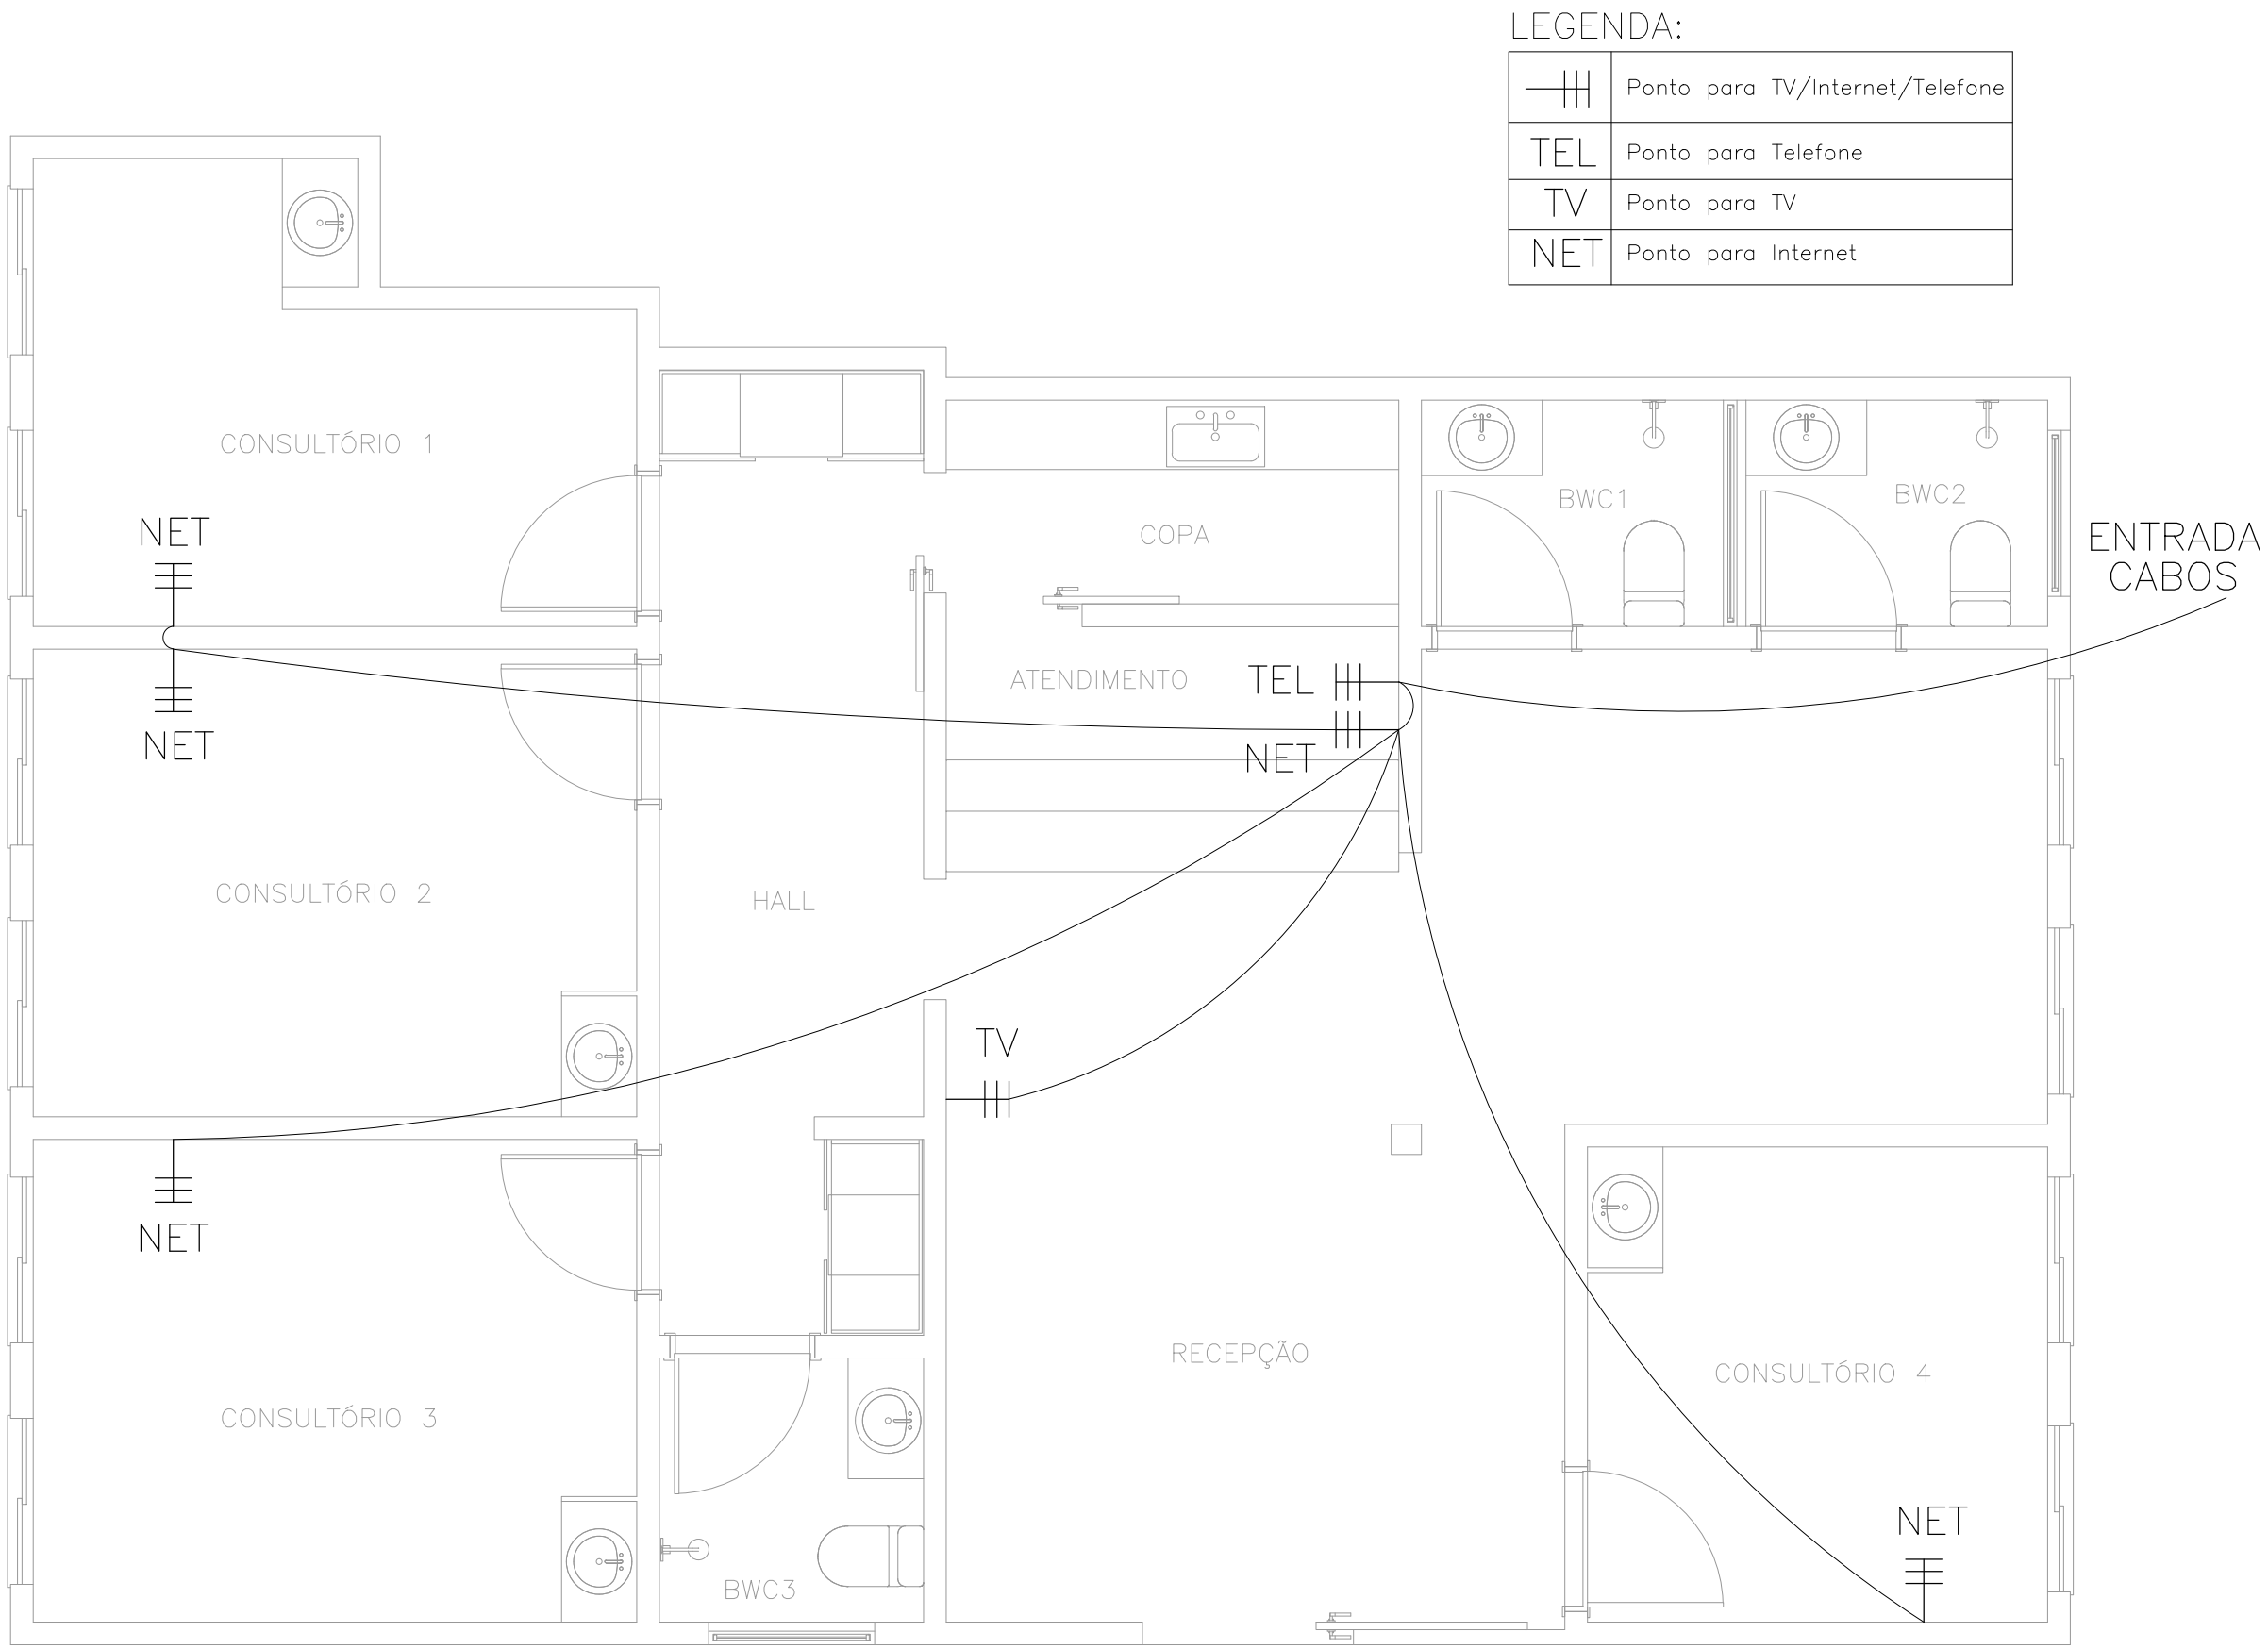 LEGENDA:
Ponto para TV/Internet/Telefone
TEL Ponto para Telefone
TV Ponto para TV
NET Ponto para Internet
CONSULTÓRIO 1
BWC1
BWC2
NET
COPA
ENTRADA
CABOS
ATENDIMENTO
TEL
NET
NET
CONSULTÓRIO 2
HALL
TV
NET
RECEPÇÃO
CONSULTÓRIO 4
CONSULTÓRIO 3
NET
BWC3